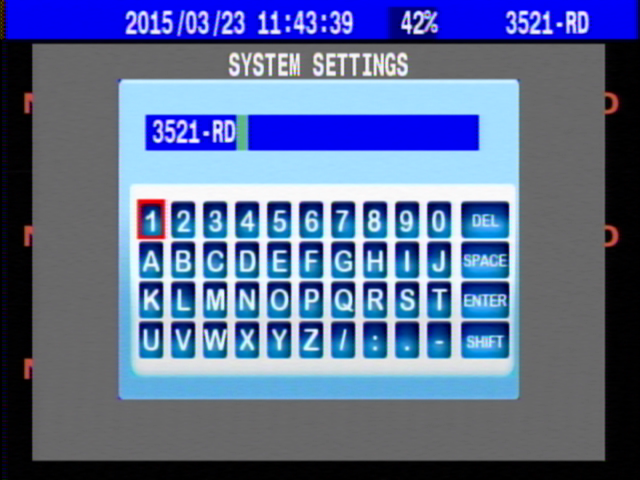 2015/03/23 11:43:39 42% 3521-RD
SYSTEM SETTINGS
3521-RD
1 2 3 4 5 6 7 8 9 0 DEL
A B C D E F G H I J SPACE
K L M N O P Q R S T ENTER
U V W X Y Z / : . - SHIFT